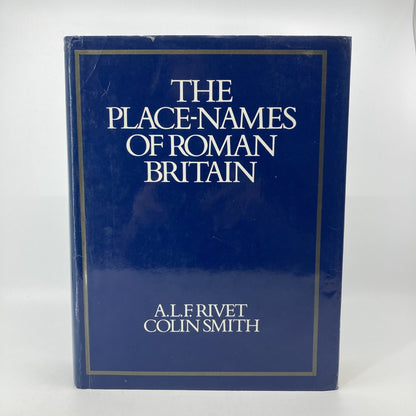 THE
PLACE-NAMES
OF ROMAN
BRITAIN
A.L.F. RIVET
COLIN SMITH